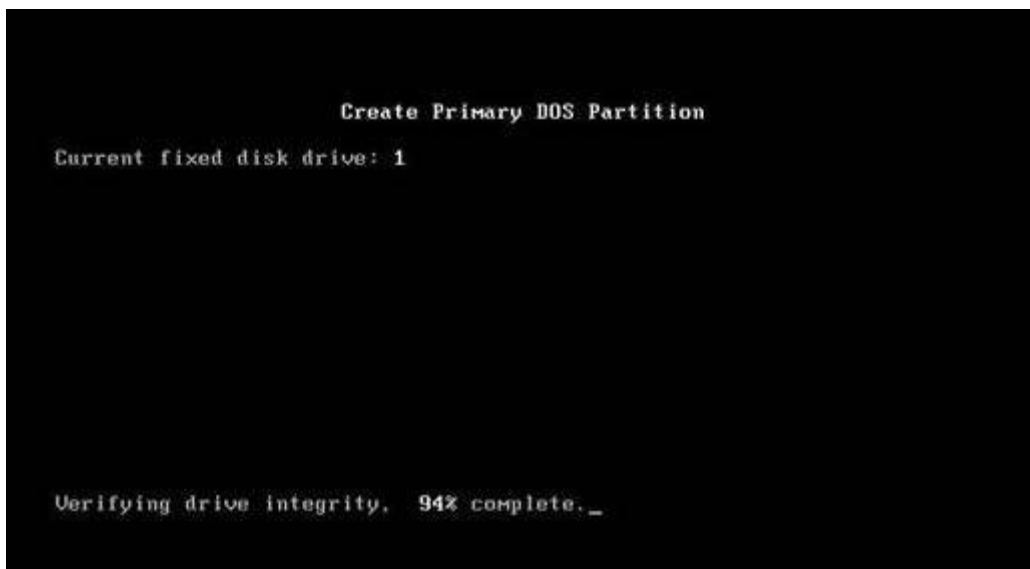 Create Primary DOS Partition
Current fixed disk drive: 1
Verifying drive integrity, 94% complete._